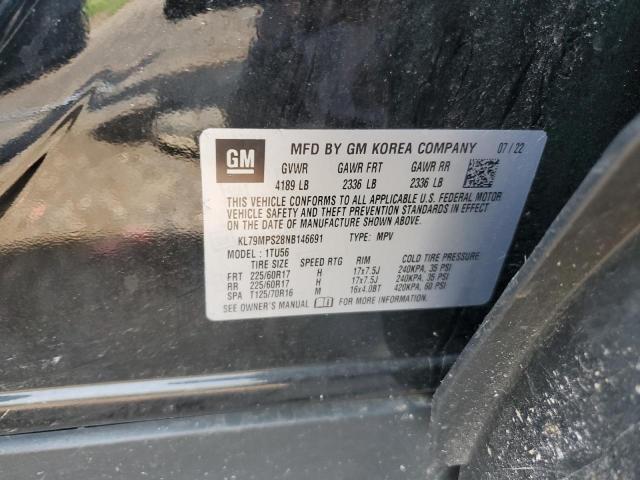 GM
MFD BY GM KOREA COMPANY 07/22
GVWR GAWR FRT GAWR RR
4189 LB 2336 LB 2336 LB
THIS VEHICLE CONFORMS TO ALL APPLICABLE U.S. FEDERAL MOTOR
VEHICLE SAFETY AND THEFT PREVENTION STANDARDS IN EFFECT
ON THE DATE OF MANUFACTURE SHOWN ABOVE.
KL79MPS28NB146691 TYPE: MPV
MODEL: 1TU56
TIRE SIZE SPEED RTG RIM COLD TIRE PRESSURE
FRT 225/60R17 H 17x7.5J 240KPA, 35 PSI
RR 225/60R17 H 17x7.5J 240KPA, 35 PSI
SPA T125/70R16 M 16x4.0BT 420KPA, 60 PSI
SEE OWNER'S MANUAL FOR MORE INFORMATION.